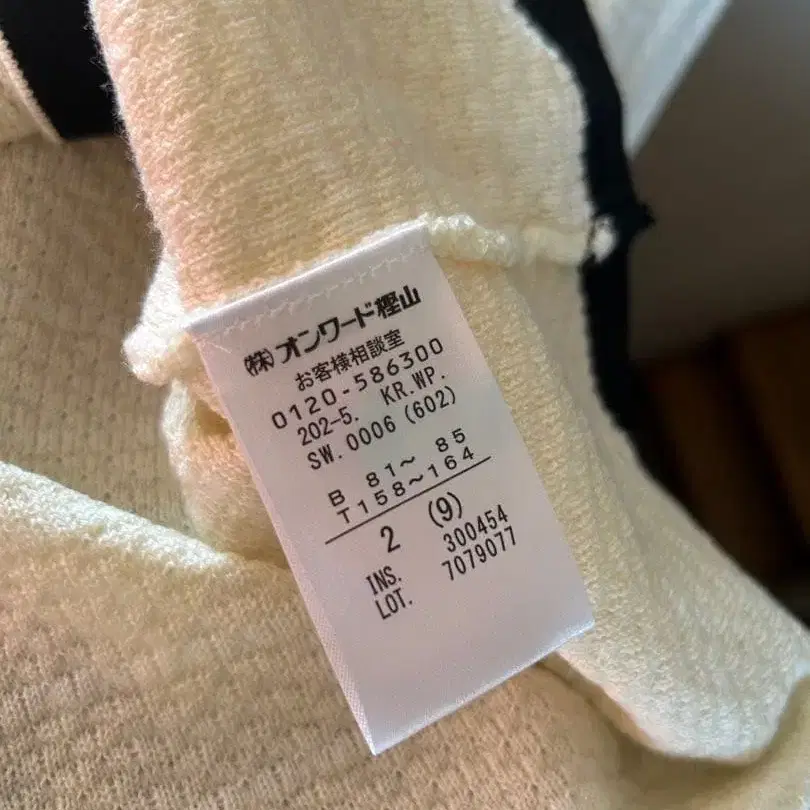 ㈱オンワード樫山
お客様相談室
0120-586300
202-5. KR.WP.
SW.0006 (602)
B 81~ 85
T158~164
2 (9)
INS. 300454
LOT. 7079077